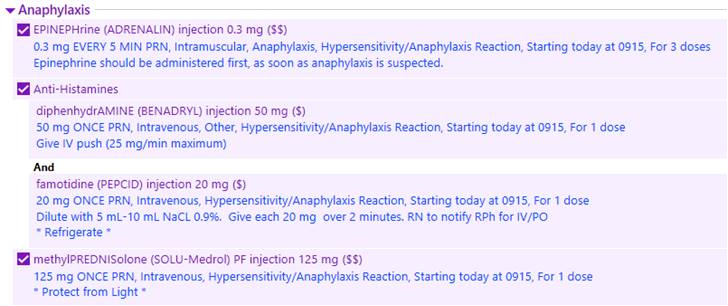 Anaphylaxis
EPINEPHrine (ADRENALIN) injection 0.3 mg ($$)
0.3 mg EVERY 5 MIN PRN, Intramuscular, Anaphylaxis, Hypersensitivity/Anaphylaxis Reaction, Starting today at 0915, For 3 doses
Epinephrine should be administered first, as soon as anaphylaxis is suspected.
Anti-Histamines
diphenhydrAMINE (BENADRYL) injection 50 mg ($)
50 mg ONCE PRN, Intravenous, Other, Hypersensitivity/Anaphylaxis Reaction, Starting today at 0915, For 1 dose
Give IV push (25 mg/min maximum)
And
famotidine (PEPCID) injection 20 mg ($)
20 mg ONCE PRN, Intravenous, Hypersensitivity/Anaphylaxis Reaction, Starting today at 0915, For 1 dose
Dilute with 5 mL-10 mL NaCL 0.9%.  Give each 20 mg  over 2 minutes. RN to notify RPh for IV/PO
* Refrigerate *
methylPREDNISolone (SOLU-Medrol) PF injection 125 mg ($$)
125 mg ONCE PRN, Intravenous, Hypersensitivity/Anaphylaxis Reaction, Starting today at 0915, For 1 dose
* Protect from Light *